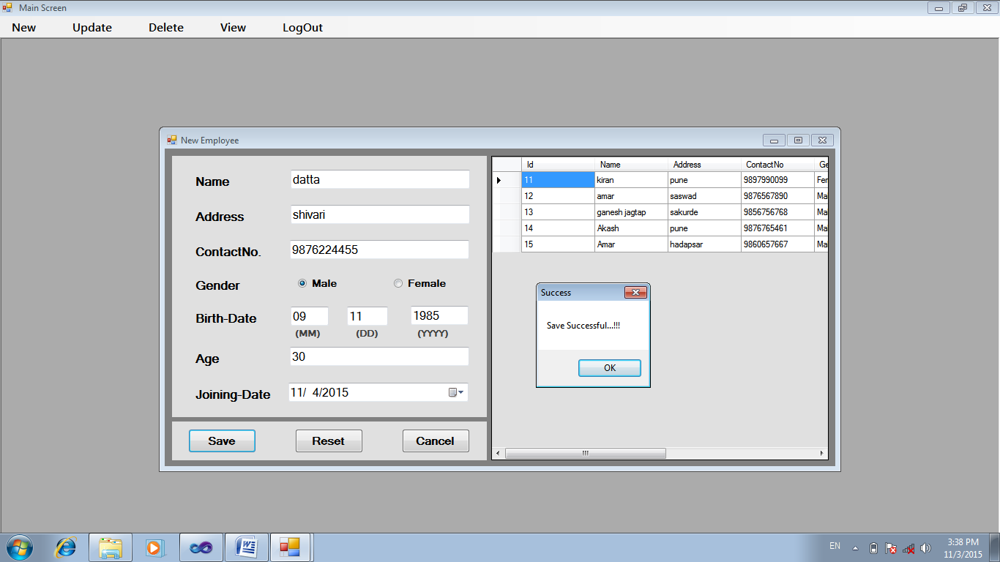 Main Screen
New Update Delete View LogOut
New Employee
Name datta
Address shivari
ContactNo. 9876224455
Gender Male Female
Birth-Date 09 11 1985
(MM) (DD) (YYYY)
Age 30
Joining-Date 11/ 4/2015
Save Reset Cancel
Id Name Address ContactNo Ge
11 kiran pune 9897990099 Fer
12 amar saswad 9876567890 Ma
13 ganesh jagtap sakurde 9856756768 Ma
14 Akash pune 9876765461 Ma
15 Amar hadapsar 9860657667 Ma
Success
Save Successful...!!!
OK
EN 3:38 PM
11/3/2015